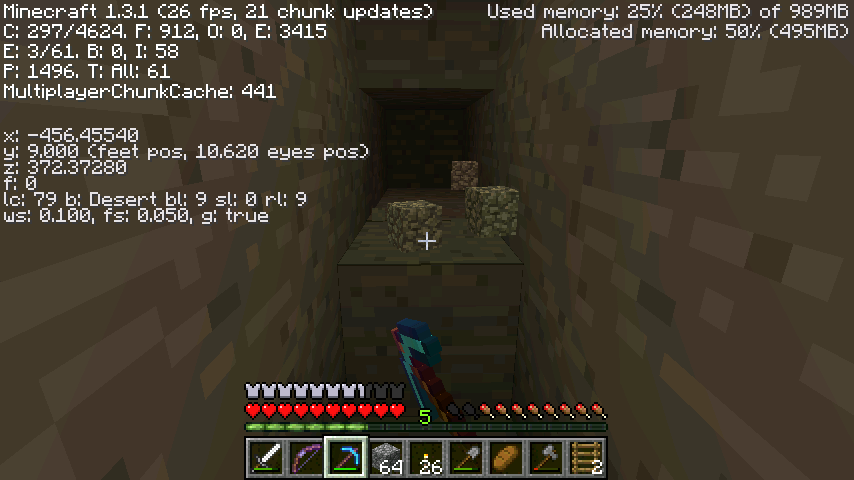 Minecraft 1.3.1 (26 fps, 21 chunk updates)
C: 297/4624. F: 912, O: 0, E: 3415
E: 3/61. B: 0, I: 58
P: 1496. T: All: 61
MultiplayerChunkCache: 441
Used memory: 25% (248MB) of 989MB
Allocated memory: 50% (495MB)
x: -456.45540
y: 9.000 (feet pos, 10.620 eyes pos)
z: 372.37280
f: 0
lc: 79 b: Desert bl: 9 sl: 0 rl: 9
ws: 0.100, fs: 0.050, g: true
5
64
26
2